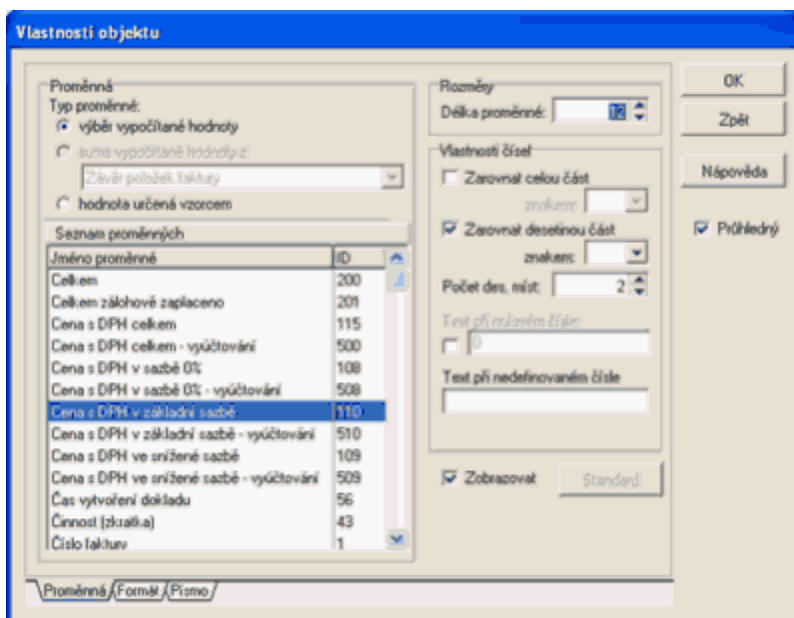 Vlastnosti objektu
Proměnná
Typ proměnné:
výběr vypočítané hodnoty
suma vypočítané hodnoty z:
Závěr položek faktury
hodnota určená vzorcem
Seznam proměnných
Jméno proměnné ID
Celkem 200
Celkem zálohově zaplaceno 201
Cena s DPH celkem 115
Cena s DPH celkem - vyúčtování 500
Cena s DPH v sazbě 0% 108
Cena s DPH v sazbě 0% - vyúčtování 508
Cena s DPH v základní sazbě 110
Cena s DPH v základní sazbě - vyúčtování 510
Cena s DPH ve snížené sazbě 109
Cena s DPH ve snížené sazbě - vyúčtování 509
Čas vytvoření dokladu 56
Činnost (zkratka) 43
Číslo faktury 1
Proměnná Formát Písmo
Rozměry
Délka proměnné: 12
Vlastnosti čísel
Zarovnat celou část
znakem:
Zarovnat desetinou část
znakem:
Počet des. míst: 2
Text při nulovém čísle:
0
Text při nedefinovaném čísle
Zobrazovat Standard
OK
Zpět
Nápověda
Průhledný